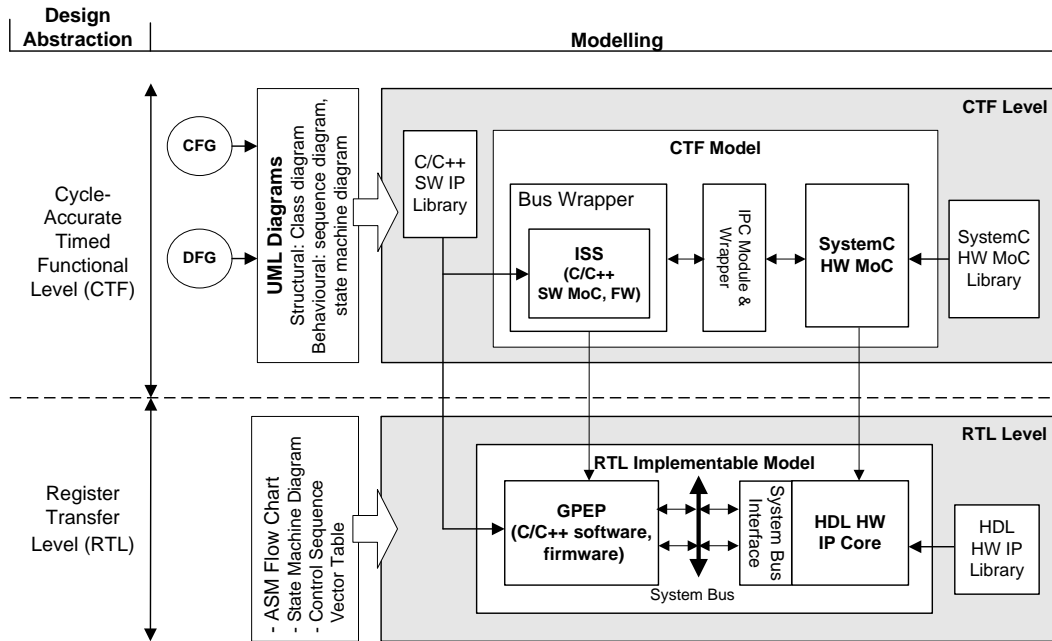 Design
Abstraction
Modelling
Cycle-
Accurate
Timed
Functional
Level (CTF)
CFG
DFG
UML Diagrams
Structural: Class diagram
Behavioural: sequence diagram,
state machine diagram
CTF Level
C/C++
SW IP
Library
CTF Model
Bus Wrapper
ISS
(C/C++
SW MoC, FW)
IPC Module &
Wrapper
SystemC
HW MoC
SystemC
HW MoC
Library
Register
Transfer
Level (RTL)
- ASM Flow Chart
- State Machine Diagram
- Control Sequence
Vector Table
RTL Level
RTL Implementable Model
GPEP
(C/C++ software,
firmware)
System Bus
System Bus
Interface
HDL HW
IP Core
HDL
HW IP
Library